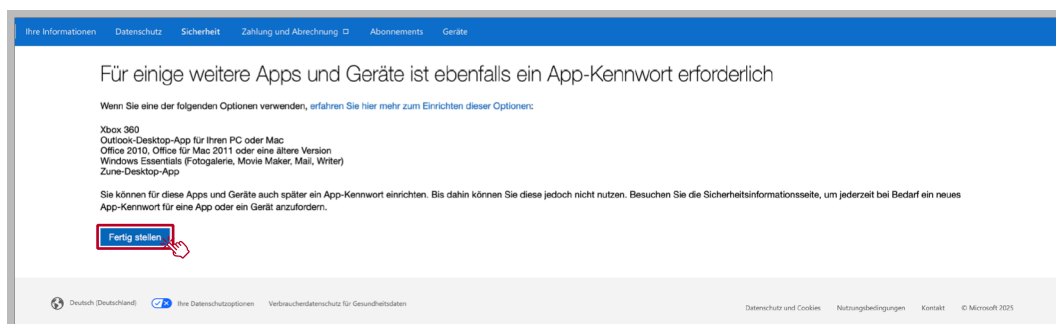 Ihre Informationen Datenschutz Sicherheit Zahlung und Abrechnung Abonnements Geräte
Für einige weitere Apps und Geräte ist ebenfalls ein App-Kennwort erforderlich
Wenn Sie eine der folgenden Optionen verwenden, erfahren Sie hier mehr zum Einrichten dieser Optionen:
Xbox 360
Outlook-Desktop-App für Ihren PC oder Mac
Office 2010, Office für Mac 2011 oder eine ältere Version
Windows Essentials (Fotogalerie, Movie Maker, Mail, Writer)
Zune-Desktop-App
Sie können für diese Apps und Geräte auch später ein App-Kennwort einrichten. Bis dahin können Sie diese jedoch nicht nutzen. Besuchen Sie die Sicherheitsinformationsseite, um jederzeit bei Bedarf ein neues
App-Kennwort für eine App oder ein Gerät anzufordern.
Fertig stellen
Deutsch (Deutschland) Ihre Datenschutzoptionen Verbraucherdatenschutz für Gesundheitsdaten
Datenschutz und Cookies Nutzungsbedingungen Kontakt © Microsoft 2025